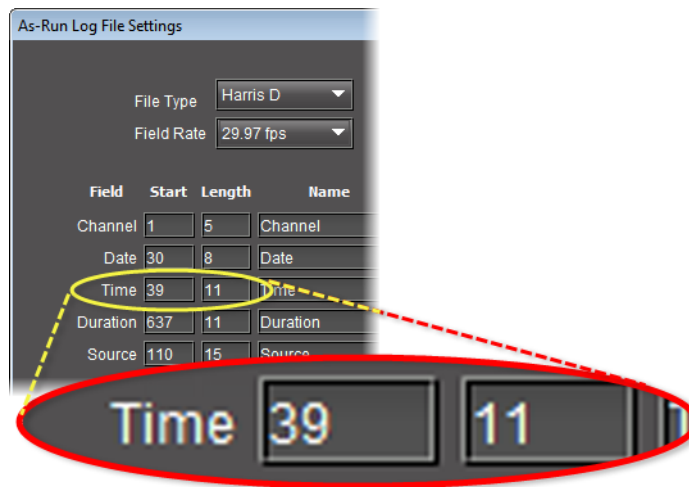 As-Run Log File Settings
File Type Harris D
Field Rate 29.97 fps
Field Start Length Name
Channel 1 5 Channel
Date 30 8 Date
Time 39 11 Time
Duration 637 11 Duration
Source 110 15 Source
Time 39 11